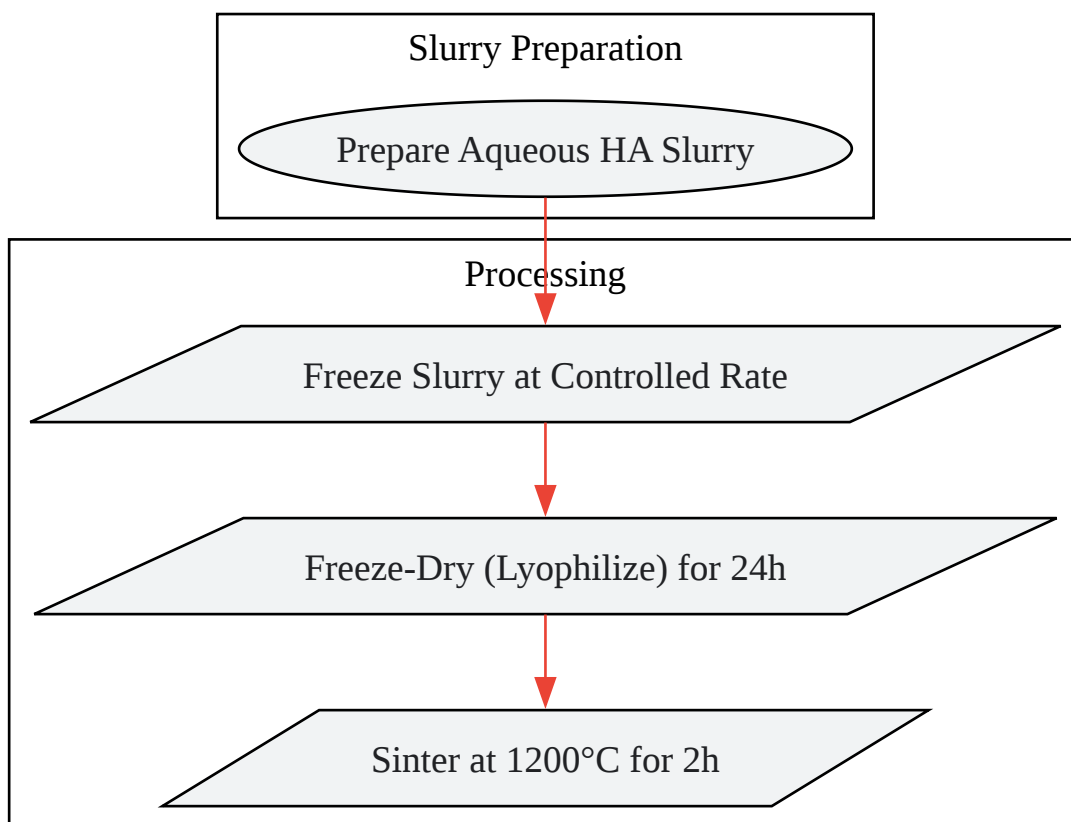 Slurry Preparation
Prepare Aqueous HA Slurry
Processing
Freeze Slurry at Controlled Rate
Freeze-Dry (Lyophilize) for 24h
Sinter at 1200°C for 2h